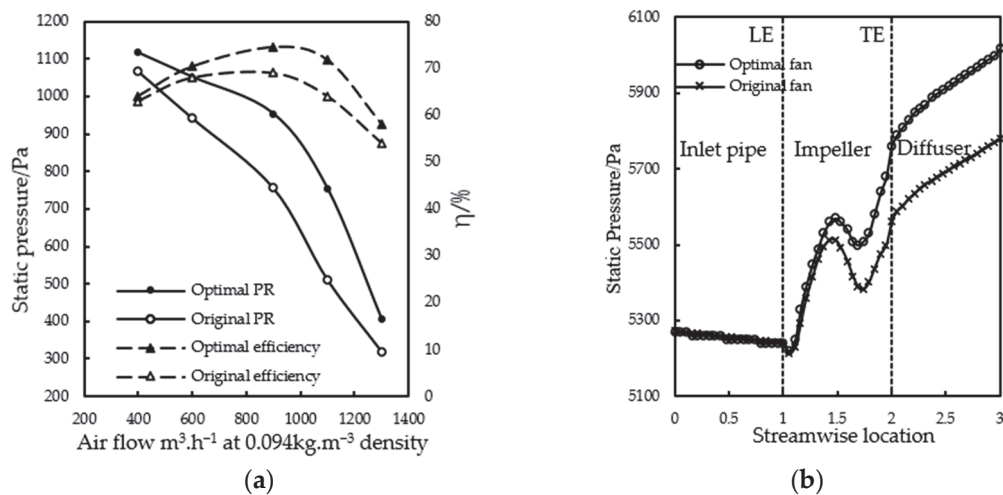 1200
1100
1000
900
800
700
600
500
400
300
200
Static pressure/Pa
80
70
60
50
40
30
20
10
0
η/%
Optimal PR
Original PR
Optimal efficiency
Original efficiency
200 400 600 800 1000 1200 1400
Air flow m³.h⁻¹ at 0.094kg.m⁻³ density
(a)
6100
5900
5700
5500
5300
5100
Static Pressure/Pa
LE TE
Optimal fan
Original fan
Inlet pipe Impeller Diffuser
0 0.5 1 1.5 2 2.5 3
Streamwise location
(b)